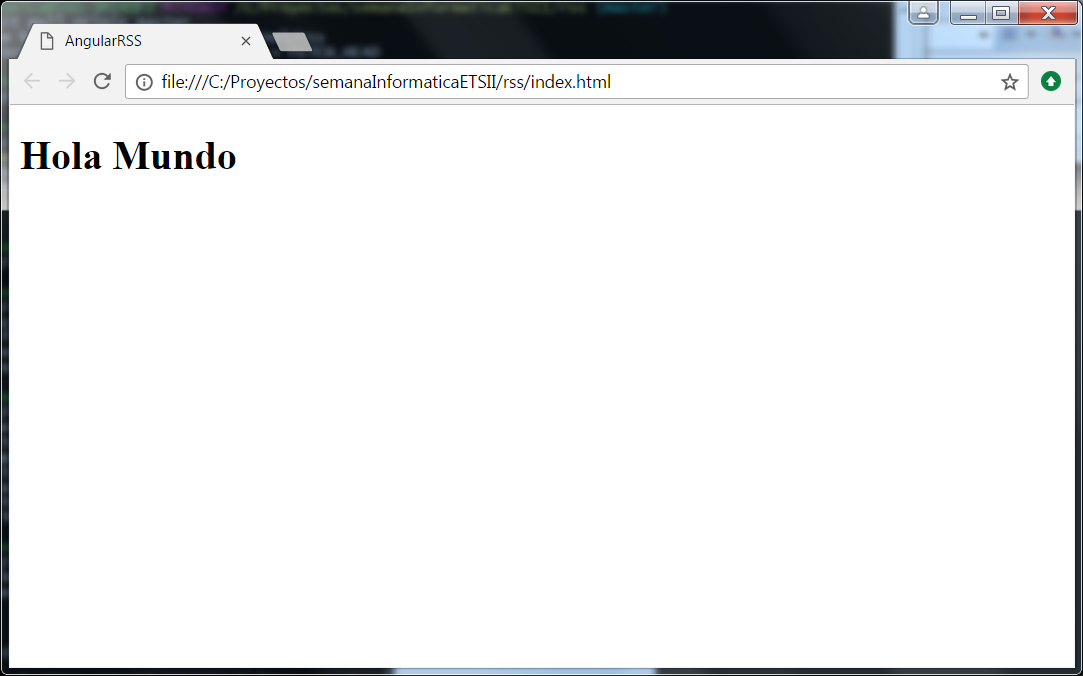 AngularRSS
file:///C:/Proyectos/semanaInformaticaETSII/rss/index.html
Hola Mundo